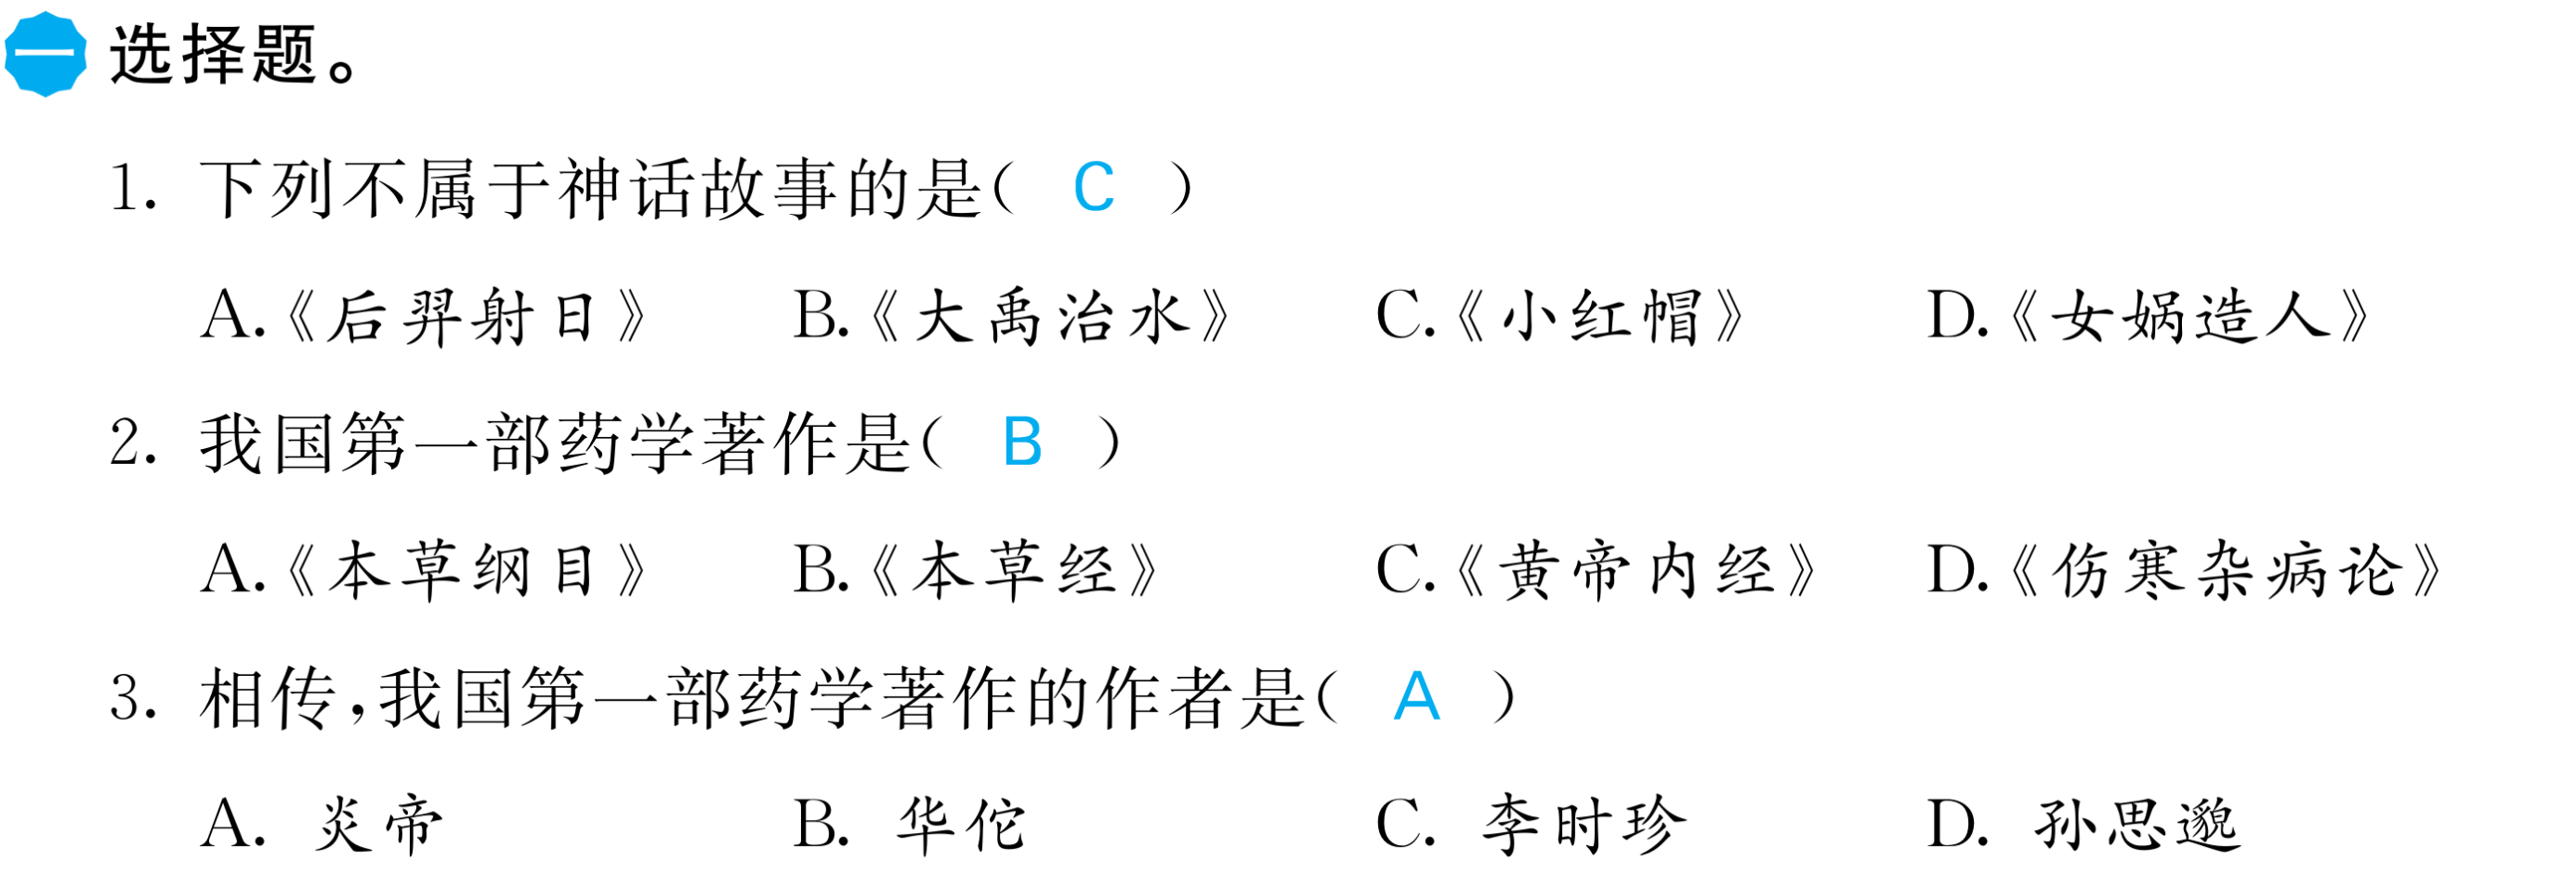 一 选择题。
1. 下列不属于神话故事的是( C )
A.《后羿射日》 B.《大禹治水》 C.《小红帽》 D.《女娲造人》
2. 我国第一部药学著作是( B )
A.《本草纲目》 B.《本草经》 C.《黄帝内经》 D.《伤寒杂病论》
3. 相传,我国第一部药学著作的作者是( A )
A. 炎帝 B. 华佗 C. 李时珍 D. 孙思邈